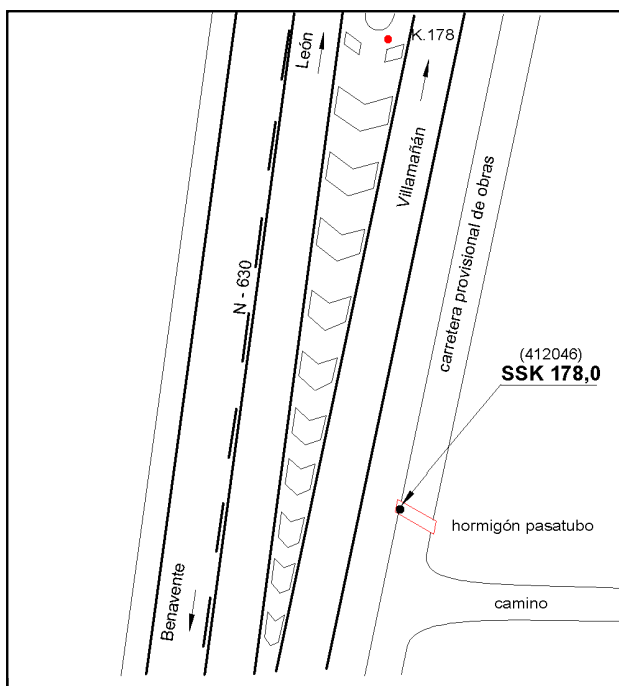 León
K.178
Villamañán
carretera provisional de obras
N - 630
(412046)
SSK 178,0
hormigón pasatubo
Benavente
camino